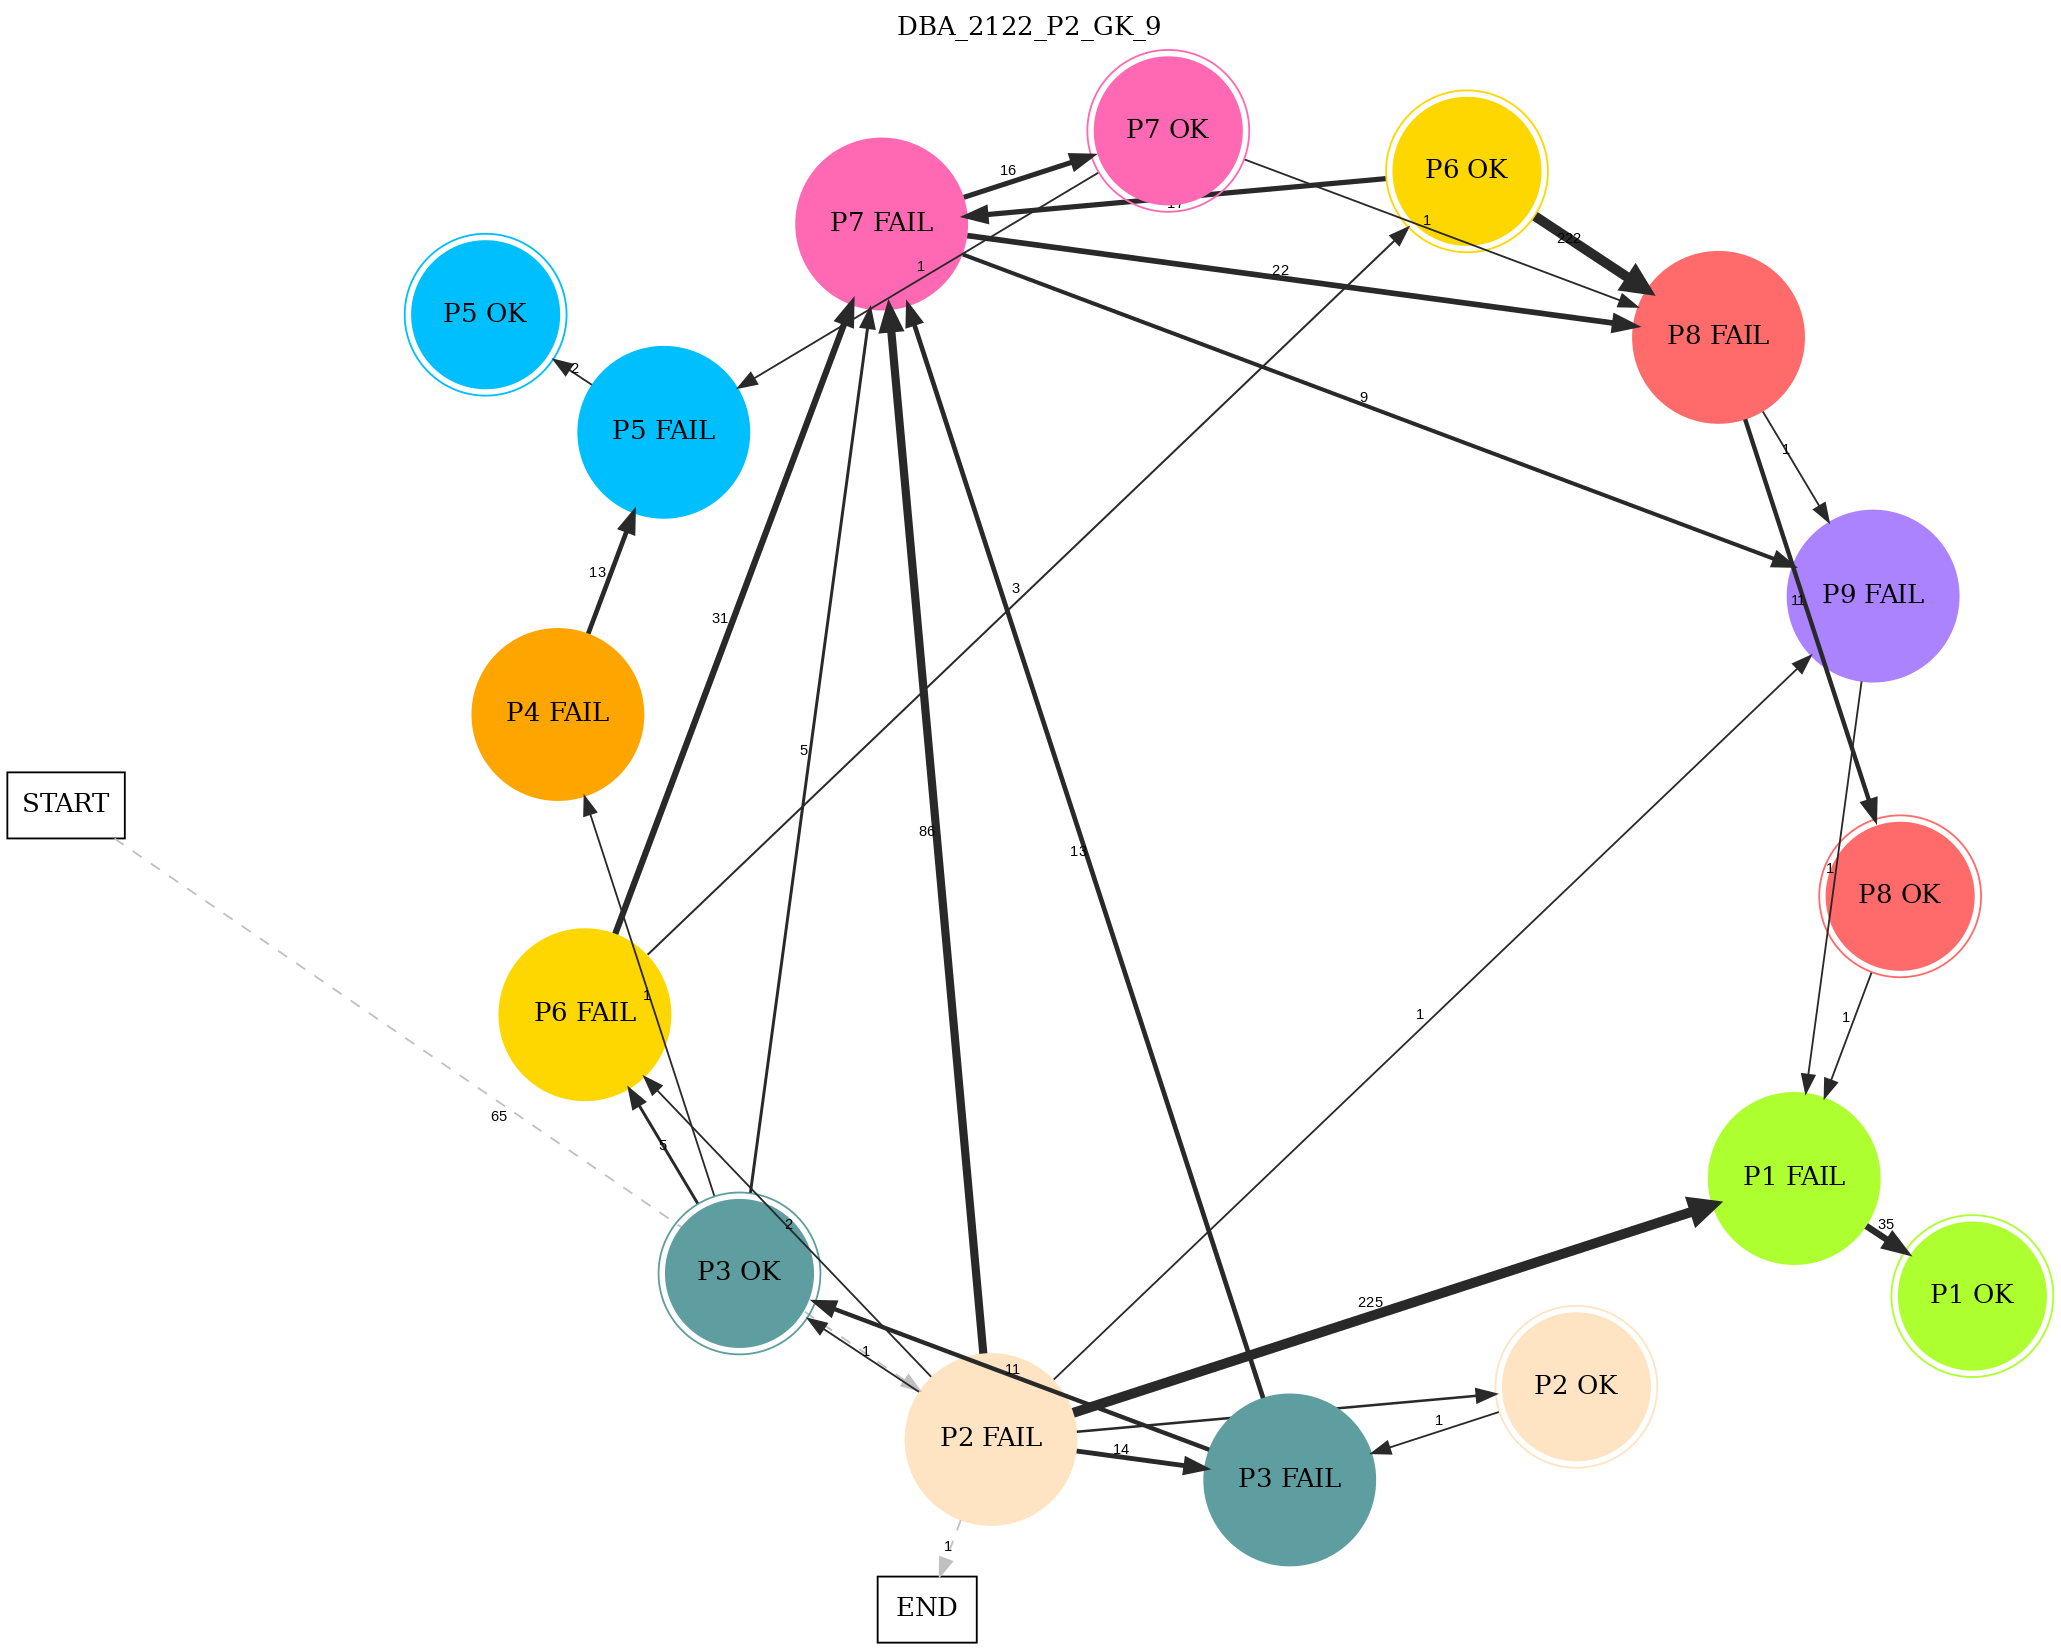 DBA_2122_P2_GK_9
P7 OK
P6 OK
16
17
P7 FAIL
1
222
1
22
P5 OK
P8 FAIL
2
9
P5 FAIL
1
13
3
P9 FAIL
11
31
P4 FAIL
5
START
86
13
1
P8 OK
1
P6 FAIL
1
1
65
5
P1 FAIL
2
35
P3 OK
P1 OK
225
1
11
P2 OK
1
P2 FAIL
14
P3 FAIL
1
END